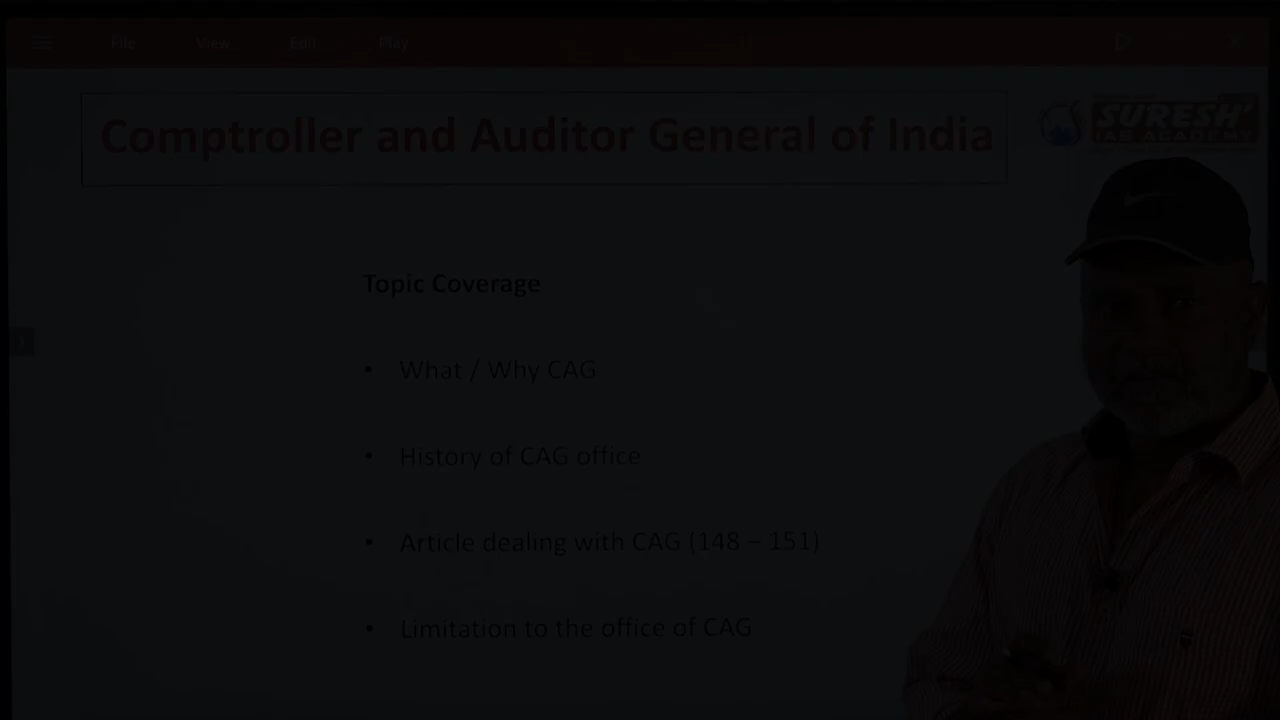 File View Edit Play
Comptroller and Auditor General of India
SURESH'
IAS ACADEMY
Topic Coverage
• What / Why CAG
• History of CAG office
• Article dealing with CAG (148 – 151)
• Limitation to the office of CAG